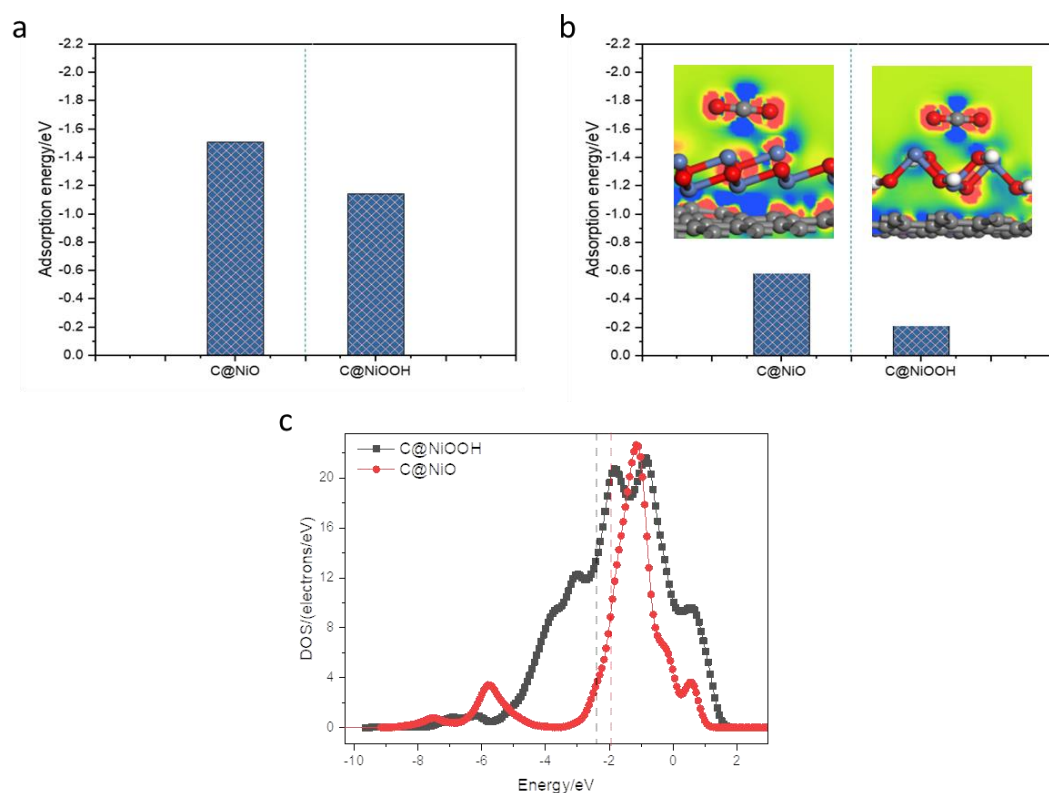 a
-2.2
-2.0
-1.8
-1.6
-1.4
-1.2
-1.0
-0.8
-0.6
-0.4
-0.2
0.0
Adsorption energy/eV
C@NiO
C@NiOOH
b
-2.2
-2.0
-1.8
-1.6
-1.4
-1.2
-1.0
-0.8
-0.6
-0.4
-0.2
0.0
Adsorption energy/eV
C@NiO
C@NiOOH
c
C@NiOOH
C@NiO
20
16
12
8
4
0
DOS/(electrons/eV)
-10
-8
-6
-4
-2
0
2
Energy/eV